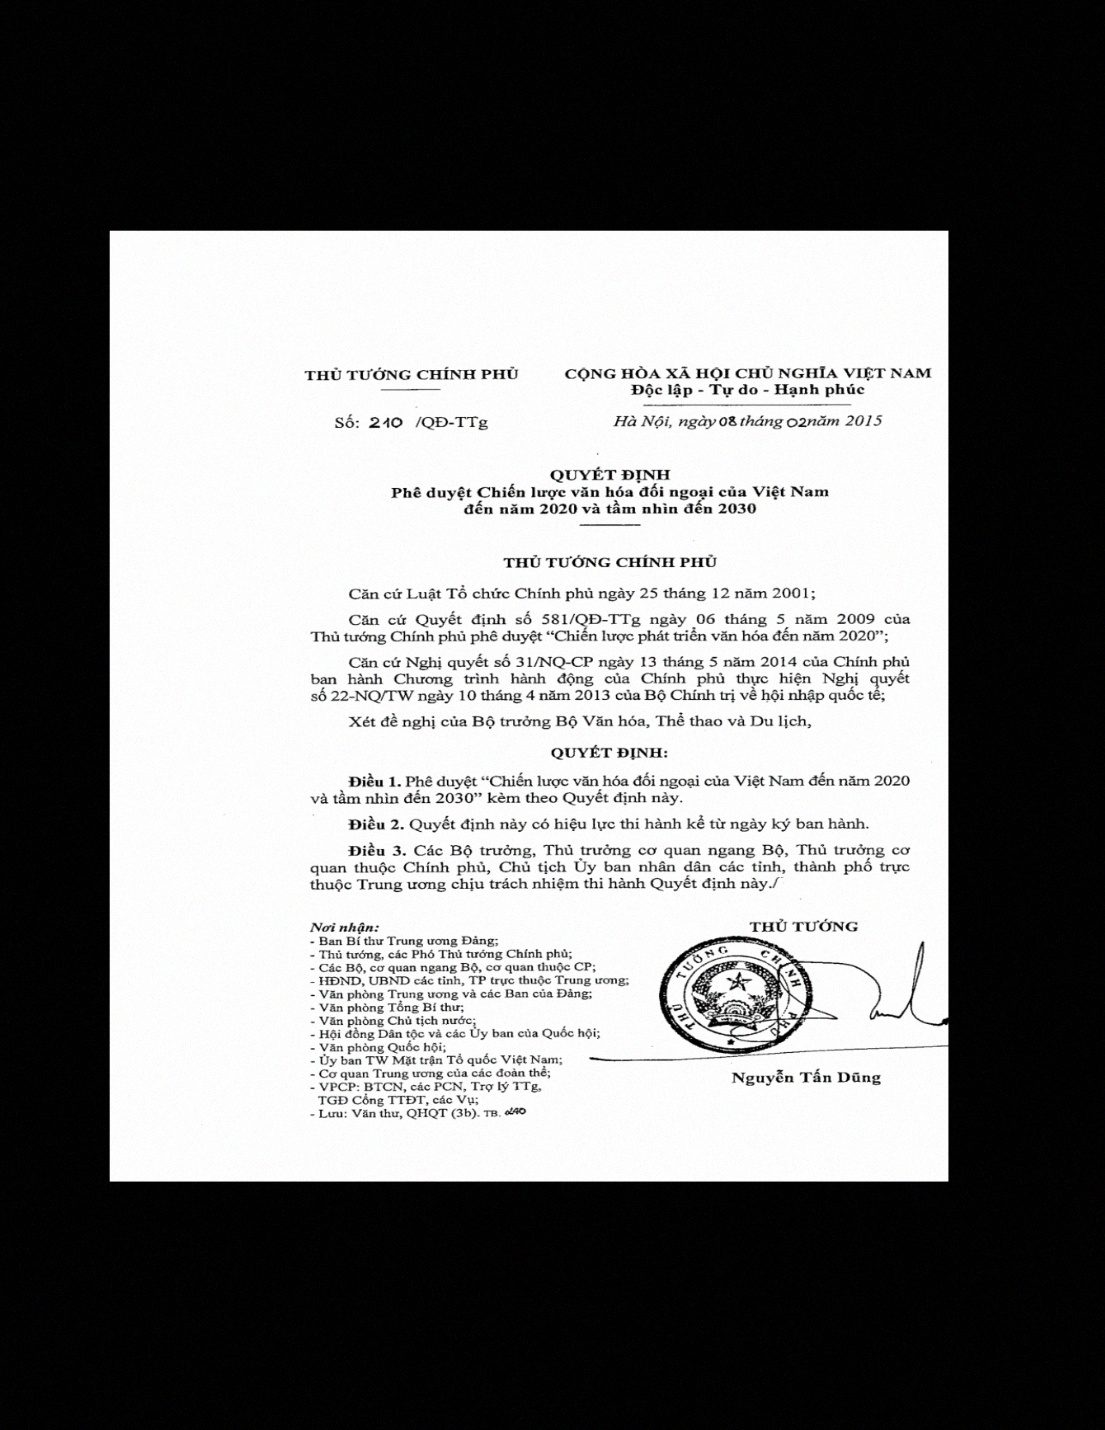 THỦ TƯỚNG CHÍNH PHỦ
CỘNG HÒA XÃ HỘI CHỦ NGHĨA VIỆT NAM
Độc lập - Tự do - Hạnh phúc
Số: 210 /QĐ-TTg
Hà Nội, ngày 08 tháng 02 năm 2015
QUYẾT ĐỊNH
Phê duyệt Chiến lược văn hóa đối ngoại của Việt Nam
đến năm 2020 và tầm nhìn đến 2030
THỦ TƯỚNG CHÍNH PHỦ
Căn cứ Luật Tổ chức Chính phủ ngày 25 tháng 12 năm 2001;
Căn cứ Quyết định số 581/QĐ-TTg ngày 06 tháng 5 năm 2009 của
Thủ tướng Chính phủ phê duyệt “Chiến lược phát triển văn hóa đến năm 2020”;
Căn cứ Nghị quyết số 31/NQ-CP ngày 13 tháng 5 năm 2014 của Chính phủ
ban hành Chương trình hành động của Chính phủ thực hiện Nghị quyết
số 22-NQ/TW ngày 10 tháng 4 năm 2013 của Bộ Chính trị về hội nhập quốc tế;
Xét đề nghị của Bộ trưởng Bộ Văn hóa, Thể thao và Du lịch,
QUYẾT ĐỊNH:
Điều 1. Phê duyệt “Chiến lược văn hóa đối ngoại của Việt Nam đến năm 2020
và tầm nhìn đến 2030” kèm theo Quyết định này.
Điều 2. Quyết định này có hiệu lực thi hành kể từ ngày ký ban hành.
Điều 3. Các Bộ trưởng, Thủ trưởng cơ quan ngang Bộ, Thủ trưởng cơ
quan thuộc Chính phủ, Chủ tịch Ủy ban nhân dân các tỉnh, thành phố trực
thuộc Trung ương chịu trách nhiệm thi hành Quyết định này./
Nơi nhận:
- Ban Bí thư Trung ương Đảng;
- Thủ tướng, các Phó Thủ tướng Chính phủ;
- Các Bộ, cơ quan ngang Bộ, cơ quan thuộc CP;
- HĐND, UBND các tỉnh, TP trực thuộc Trung ương;
- Văn phòng Trung ương và các Ban của Đảng;
- Văn phòng Tổng Bí thư;
- Văn phòng Chủ tịch nước;
- Hội đồng Dân tộc và các Ủy ban của Quốc hội;
- Văn phòng Quốc hội;
- Ủy ban TW Mặt trận Tổ quốc Việt Nam;
- Cơ quan Trung ương của các đoàn thể;
- VPCP: BTCN, các PCN, Trợ lý TTg,
TGĐ Cổng TTĐT, các Vụ;
- Lưu: Văn thư, QHQT (3b). TB.
THỦ TƯỚNG
THỦ TƯỚNG CHÍNH PHỦ
Nguyễn Tấn Dũng